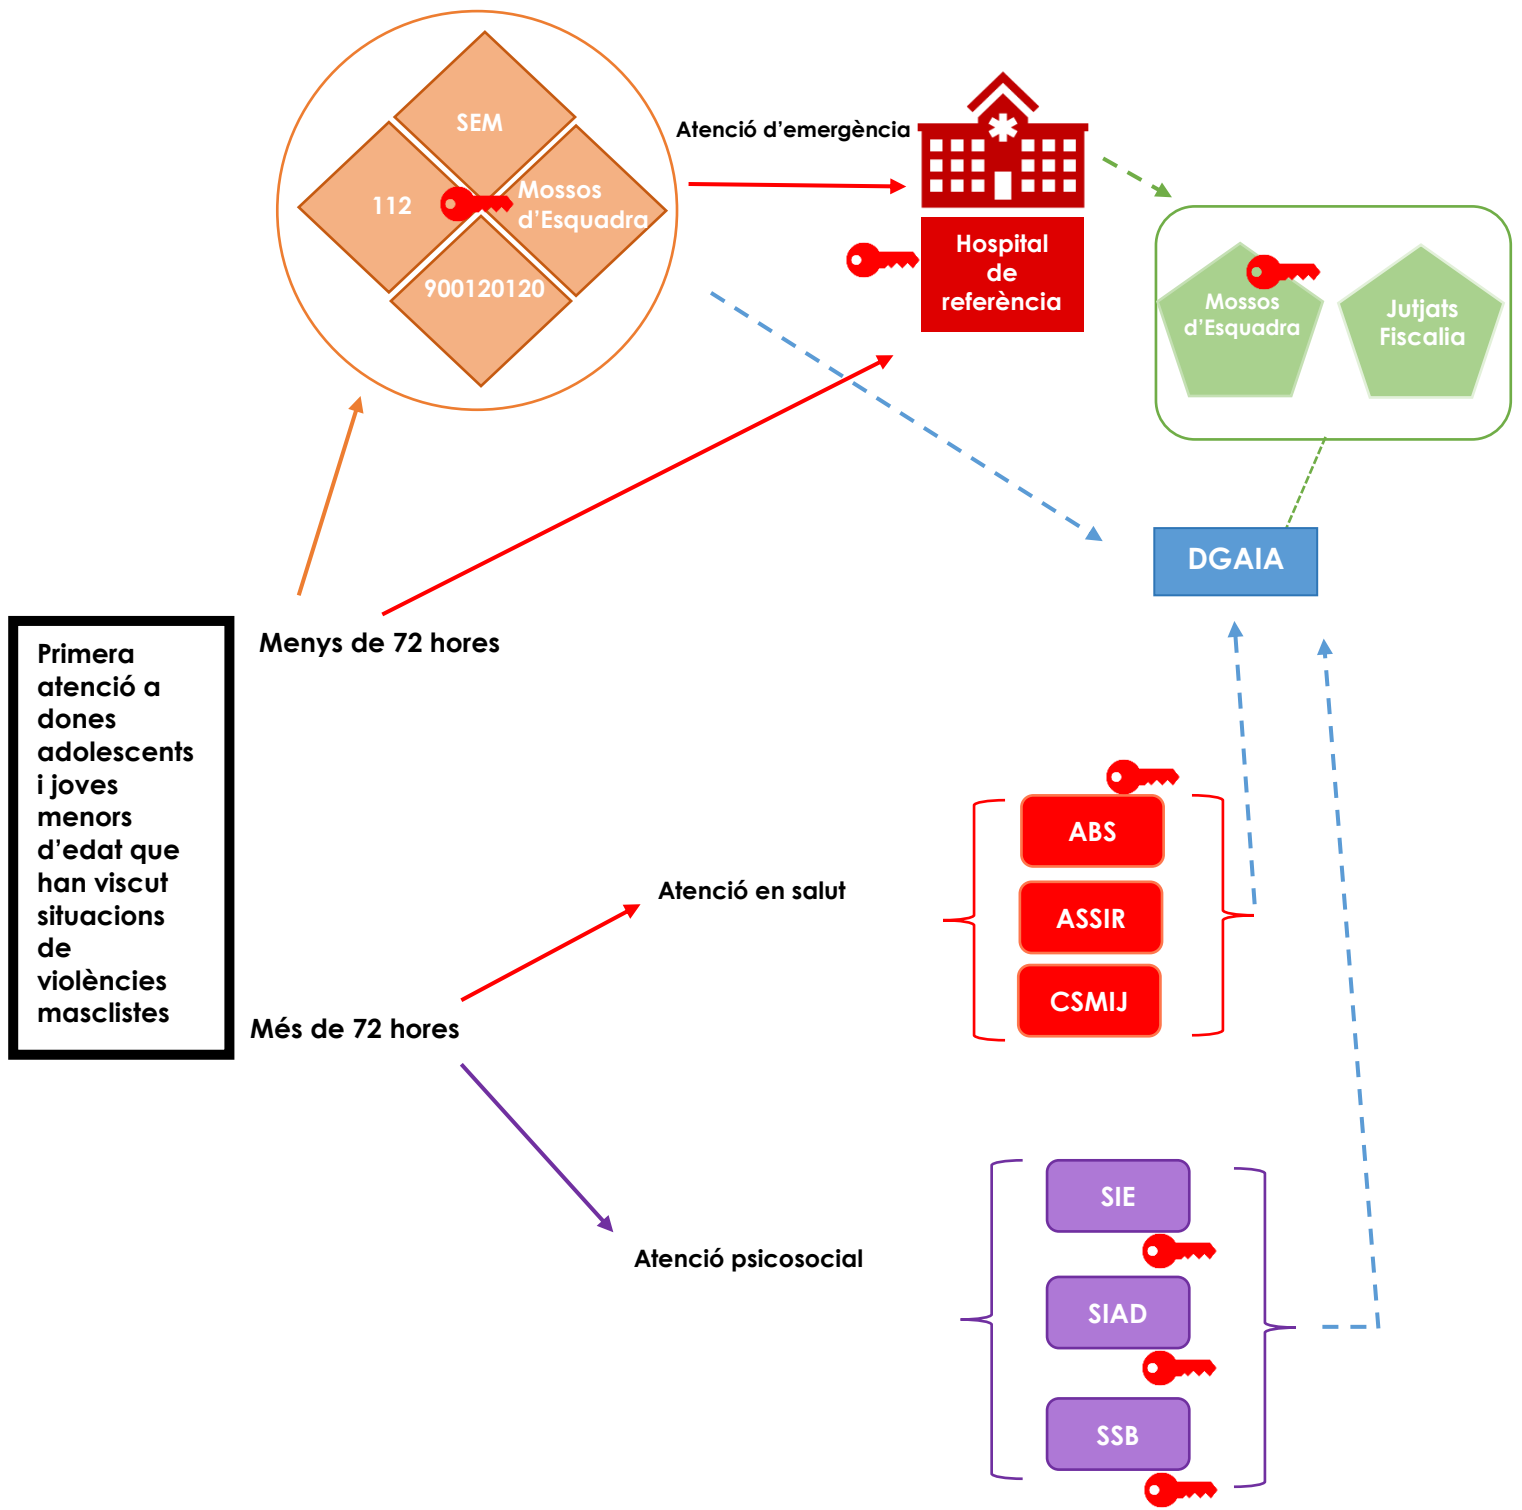 SEM
112
Mossos
d'Esquadra
900120120
Atenció d'emergència
Hospital
de
referència
Mossos
d'Esquadra
Jutjats
Fiscalia
DGAIA
Primera
atenció a
dones
adolescents
i joves
menors
d'edat que
han viscut
situacions
de
violències
masclistes
Menys de 72 hores
Més de 72 hores
Atenció en salut
ABS
ASSIR
CSMIJ
Atenció psicosocial
SIE
SIAD
SSB